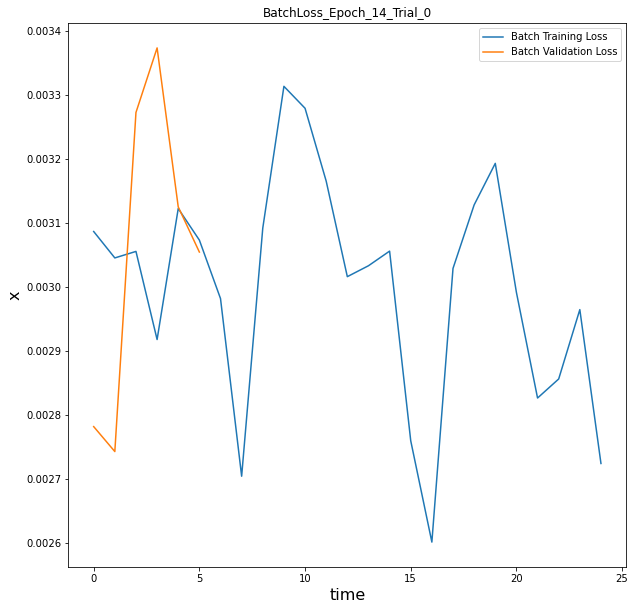 BatchLoss_Epoch_14_Trial_0
Batch Training Loss
Batch Validation Loss
0.0034
0.0033
0.0032
0.0031
0.0030
0.0029
0.0028
0.0027
0.0026
x
0 5 10 15 20 25
time